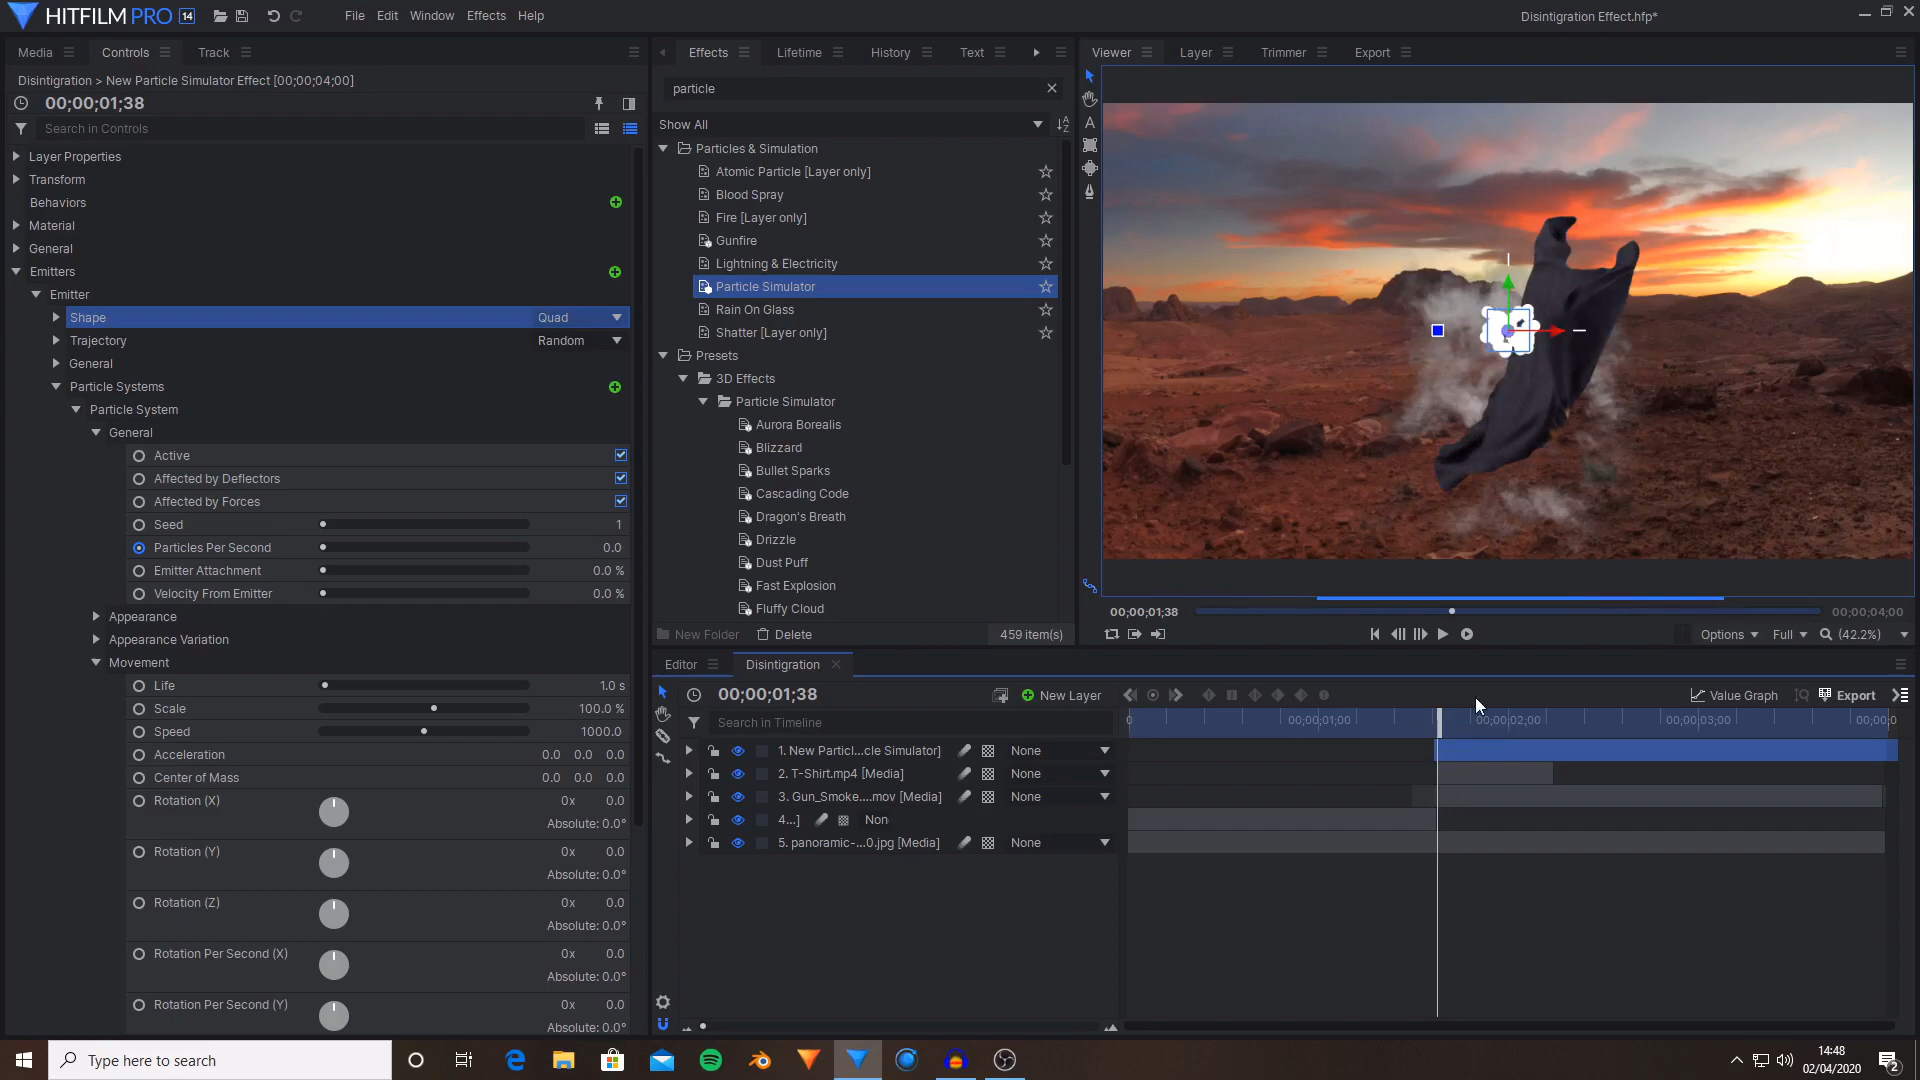 HITFILM PRO 14
File Edit Window Effects Help
Disintigration Effect.hfp*
Media Controls Track
Disintigration > New Particle Simulator Effect [00;00;04;00]
00;00;01;38
Search in Controls
Layer Properties
Transform
Behaviors
Material
General
Emitters
Emitter
Shape Quad
Trajectory Random
General
Particle Systems
Particle System
General
Active
Affected by Deflectors
Affected by Forces
Seed 1
Particles Per Second 0.0
Emitter Attachment 0.0 %
Velocity From Emitter 0.0 %
Appearance
Appearance Variation
Movement
Life 1.0 s
Scale 100.0 %
Speed 1000.0
Acceleration 0.0 0.0 0.0
Center of Mass 0.0 0.0 0.0
Rotation (X) 0x 0.0
Absolute: 0.0°
Rotation (Y) 0x 0.0
Absolute: 0.0°
Rotation (Z) 0x 0.0
Absolute: 0.0°
Rotation Per Second (X) 0x 0.0
Absolute: 0.0°
Rotation Per Second (Y) 0x 0.0
Absolute: 0.0°
Effects Lifetime History Text
particle
Show All
Particles & Simulation
Atomic Particle [Layer only]
Blood Spray
Fire [Layer only]
Gunfire
Lightning & Electricity
Particle Simulator
Rain On Glass
Shatter [Layer only]
Presets
3D Effects
Particle Simulator
Aurora Borealis
Blizzard
Bullet Sparks
Cascading Code
Dragon's Breath
Drizzle
Dust Puff
Fast Explosion
Fluffy Cloud
New Folder Delete 459 item(s)
Viewer Layer Trimmer Export
A
00;00;01;38 00;00;04;00
Options Full (42.2%)
Editor Disintigration
00;00;01;38 New Layer Value Graph Export
Search in Timeline
0 00;00;01;00 00;00;02;00 00;00;03;00 00;00;0
1. New Particl...cle Simulator] None
2. T-Shirt.mp4 [Media] None
3. Gun_Smoke....mov [Media] None
4...] Non
5. panoramic-...0.jpg [Media] None
Type here to search
14:48
02/04/2020
2